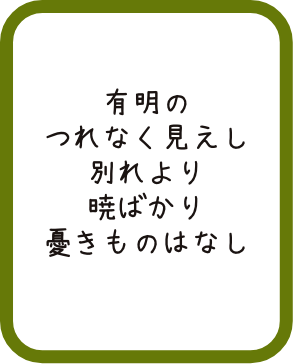 有明の
つれなく見えし
別れより
暁ばかり
憂きものはなし